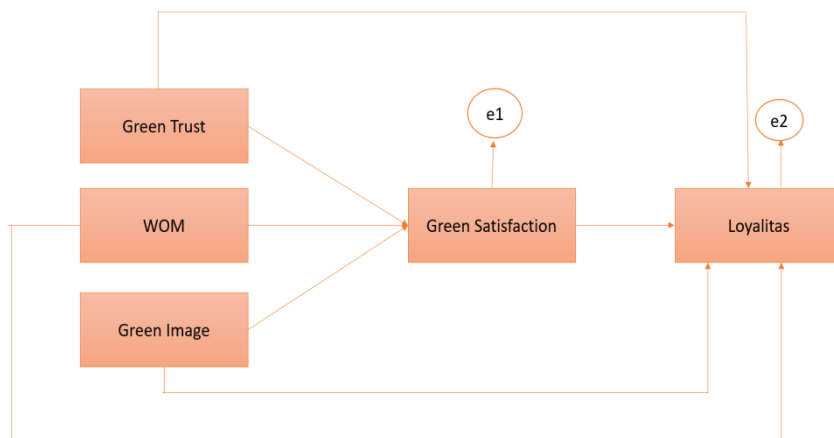 Green Trust
e1
e2
WOM
Green Satisfaction
Loyalitas
Green Image